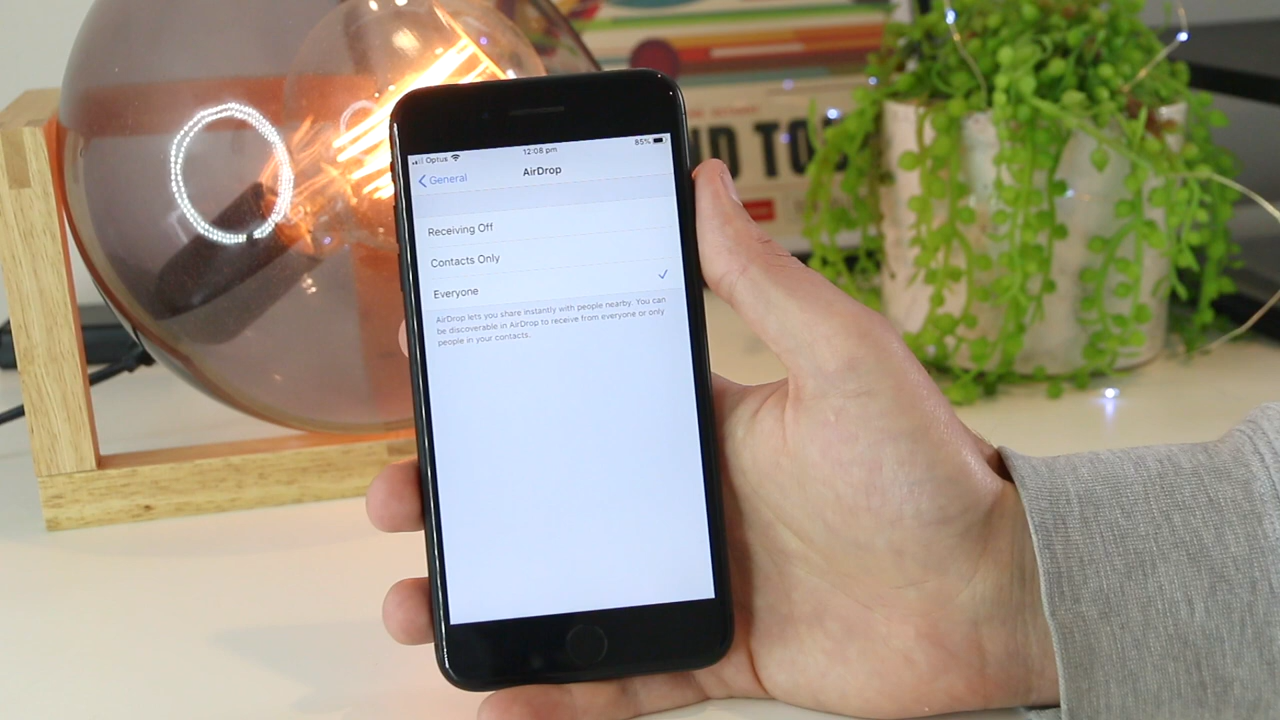 Optus 12:08 pm 85%
General AirDrop
Receiving Off
Contacts Only
Everyone
AirDrop lets you share instantly with people nearby. You can
be discoverable in AirDrop to receive from everyone or only
people in your contacts.